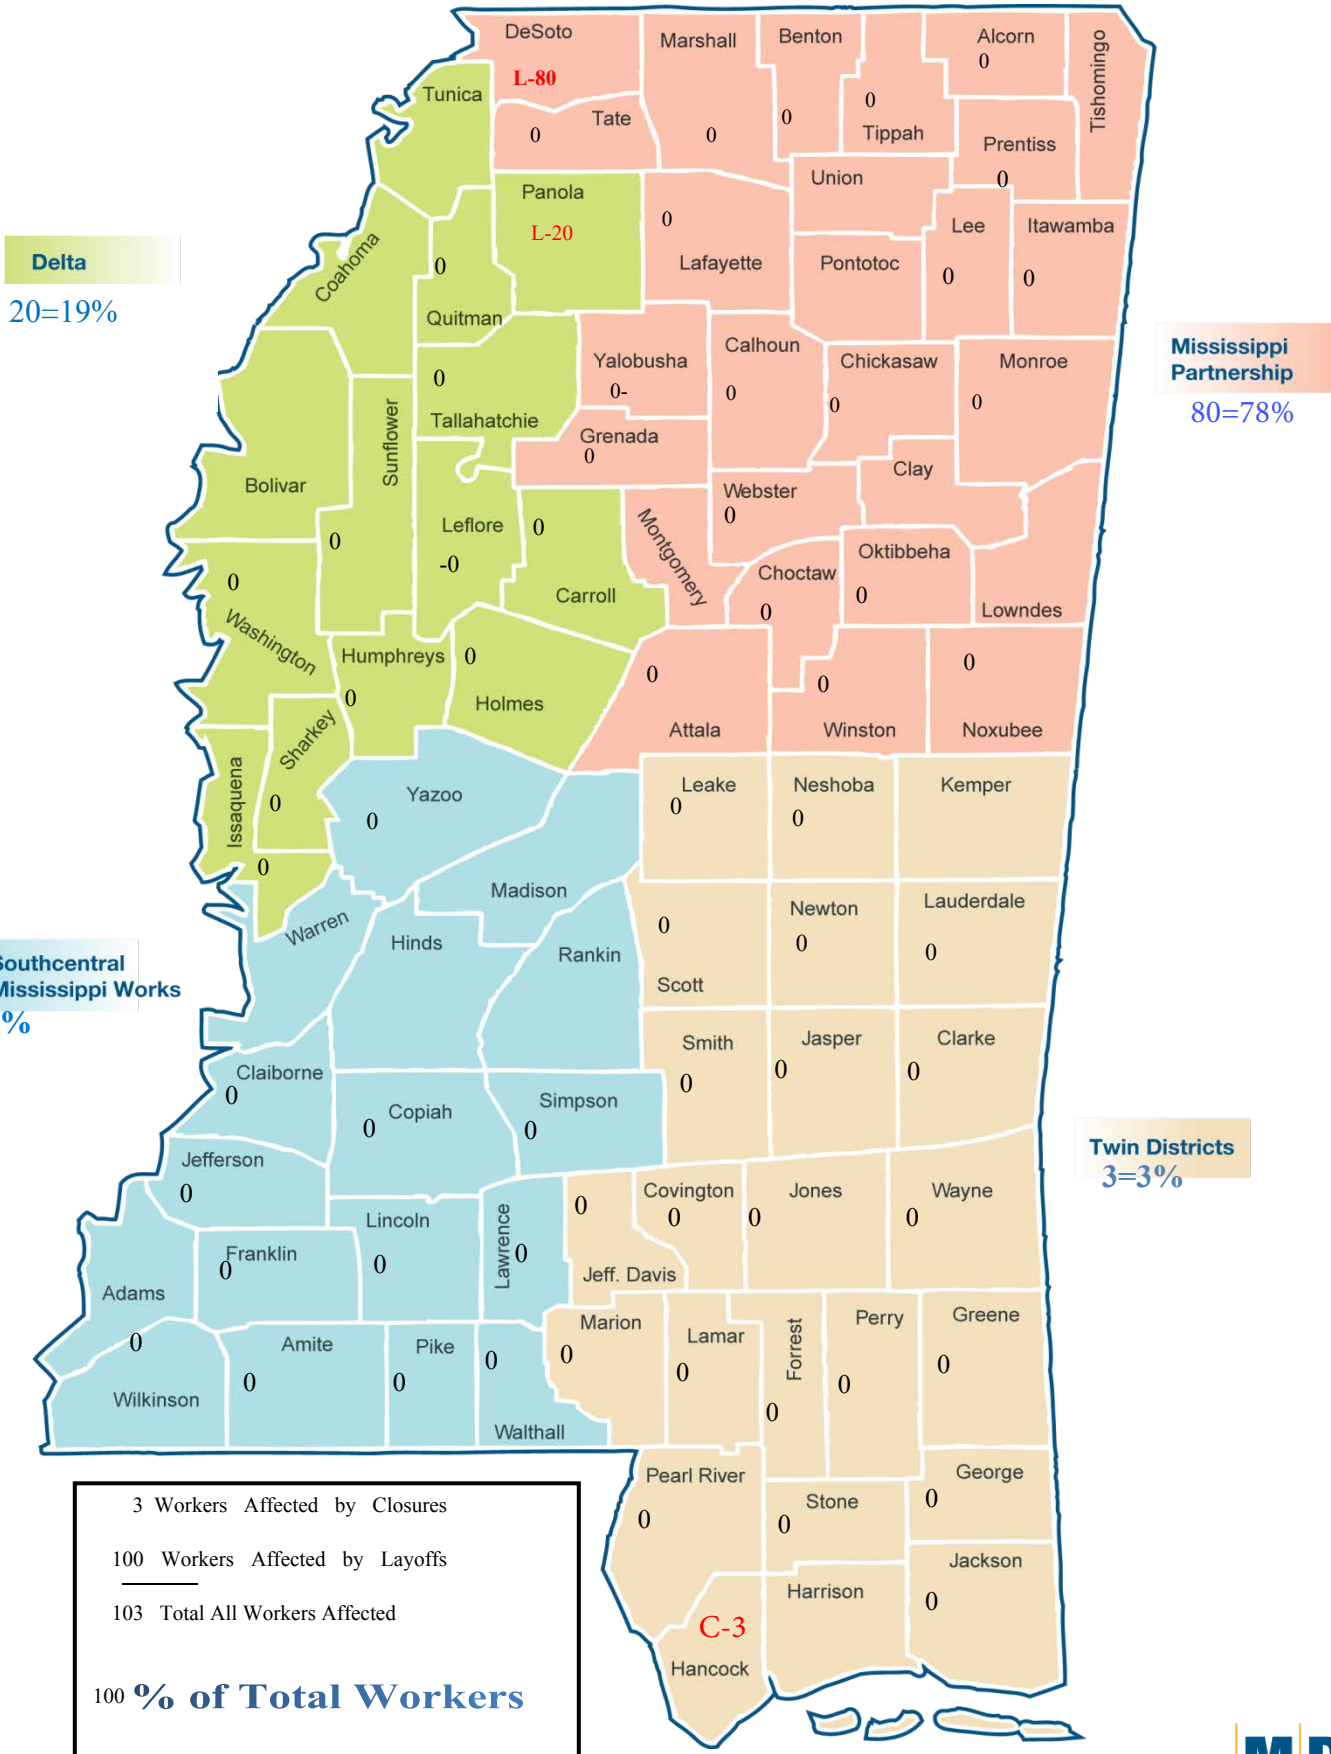 DeSoto
L-80
Marshall
0
Benton
0
0
Tippah
Alcorn
0
Tishomingo
Tunica
0
Tate
Prentiss
0
Panola
L-20
Union
0
Lafayette
Lee
0
Itawamba
0
Pontotoc
Delta
20=19%
Coahoma
0
Quitman
Mississippi
Partnership
80=78%
Yalobusha
0-
Calhoun
0
Chickasaw
0
Monroe
0
0
Tallahatchie
Sunflower
0
Grenada
0
Bolivar
Clay
Webster
0
Leflore
-0
0
Carroll
Montgomery
Choctaw
0
Oktibbeha
0
Lowndes
0
Washington
Humphreys
0
0
Holmes
0
Attala
0
Winston
0
Noxubee
Sharkey
0
Issaquena
0
Yazoo
0
Leake
0
Neshoba
0
Kemper
Madison
Warren
Hinds
Rankin
0
Scott
Newton
0
Lauderdale
0
Southcentral
Mississippi Works
%
Smith
0
Jasper
0
Clarke
0
Claiborne
0
Copiah
0
Simpson
0
Twin Districts
3=3%
Jefferson
0
Lincoln
0
Lawrence
0
0
Jeff. Davis
Covington
0
Jones
0
Wayne
0
Franklin
0
Adams
0
Wilkinson
Amite
0
Pike
0
0
Walthall
Marion
0
Lamar
0
Forrest
0
Perry
0
Greene
0
Pearl River
0
Stone
0
George
0
Harrison
Jackson
0
C-3
Hancock
3 Workers Affected by Closures
100 Workers Affected by Layoffs
103 Total All Workers Affected
100 % of Total Workers